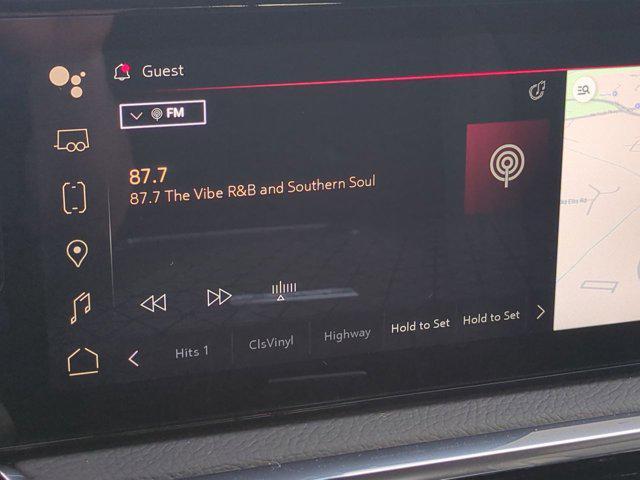 Guest
FM
87.7
87.7 The Vibe R&B and Southern Soul
Hits 1
ClsVinyl
Highway
Hold to Set
Hold to Set